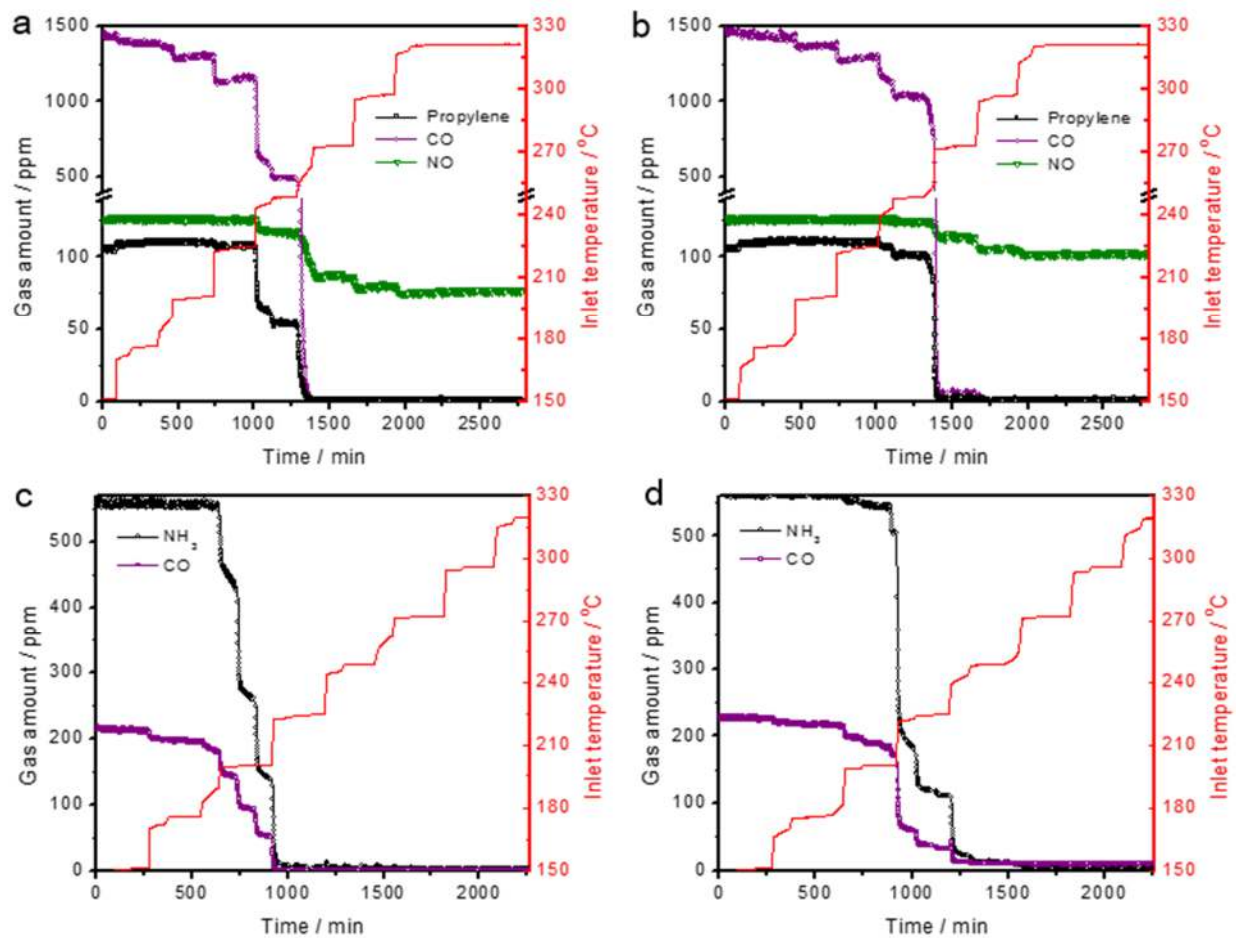 a
1500
1000
500
100
50
0
Gas amount / ppm
Propylene
CO
NO
330
300
270
240
210
180
150
Inlet temperature / °C
0 500 1000 1500 2000 2500
Time / min
b
1500
1000
500
100
50
0
Gas amount / ppm
Propylene
CO
NO
330
300
270
240
210
180
150
Inlet temperature / °C
0 500 1000 1500 2000 2500
Time / min
c
500
400
300
200
100
0
Gas amount / ppm
NH₃
CO
330
300
270
240
210
180
150
Inlet temperature / °C
0 500 1000 1500 2000
Time / min
d
500
400
300
200
100
0
Gas amount / ppm
NH₃
CO
330
300
270
240
210
180
150
Inlet temperature / °C
0 500 1000 1500 2000
Time / min